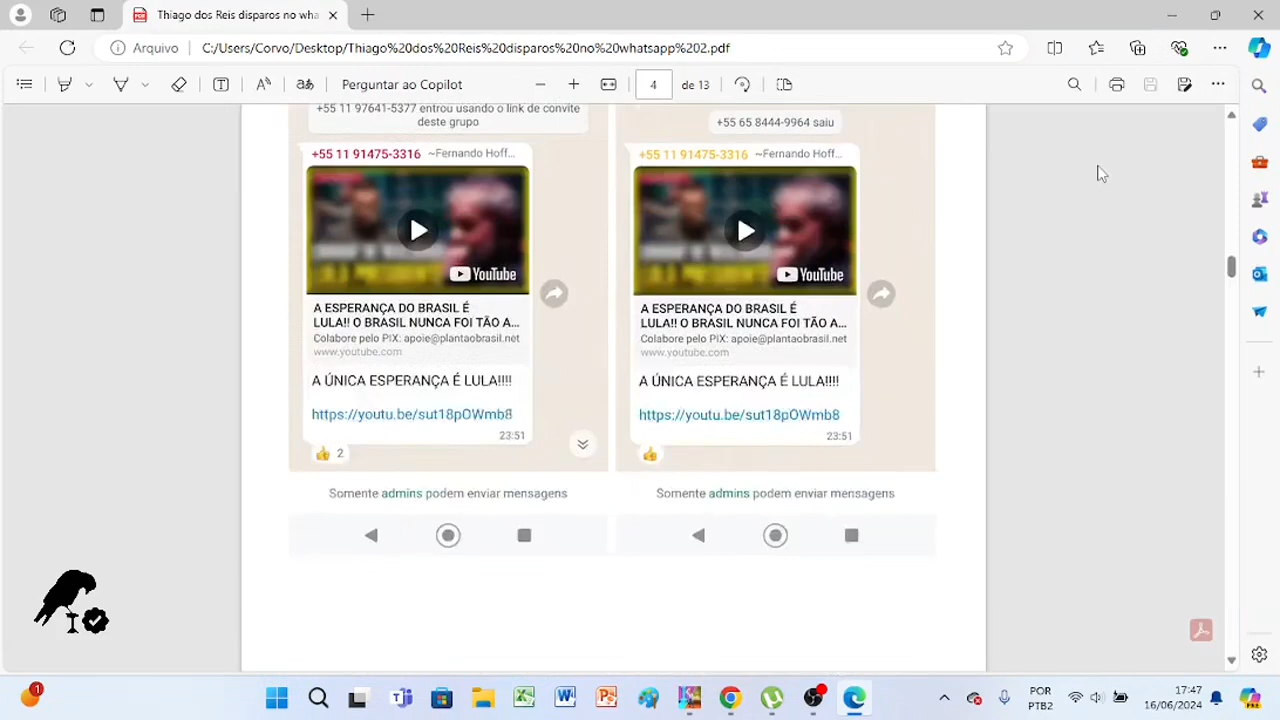 Thiago dos Reis disparos no wha
Arquivo
C:/Users/Corvo/Desktop/Thiago%20dos%20Reis%20disparos%20no%20whatsapp%202.pdf
Perguntar ao Copilot
4
de 13
+55 11 97641-5377 entrou usando o link de convite
deste grupo
+55 11 91475-3316 ~Fernando Hoff...
YouTube
A ESPERANÇA DO BRASIL É
LULA!! O BRASIL NUNCA FOI TÃO A...
Colabore pelo PIX: apoie@plantaobrasil.net
www.youtube.com
A ÚNICA ESPERANÇA É LULA!!!!
https://youtu.be/sut18pOWmb8
23:51
2
Somente admins podem enviar mensagens
+55 65 8444-9964 saiu
+55 11 91475-3316 ~Fernando Hoff...
YouTube
A ESPERANÇA DO BRASIL É
LULA!! O BRASIL NUNCA FOI TÃO A...
Colabore pelo PIX: apoie@plantaobrasil.net
www.youtube.com
A ÚNICA ESPERANÇA É LULA!!!!
https://youtu.be/sut18pOWmb8
23:51
Somente admins podem enviar mensagens
1
POR
PTB2
17:47
16/06/2024